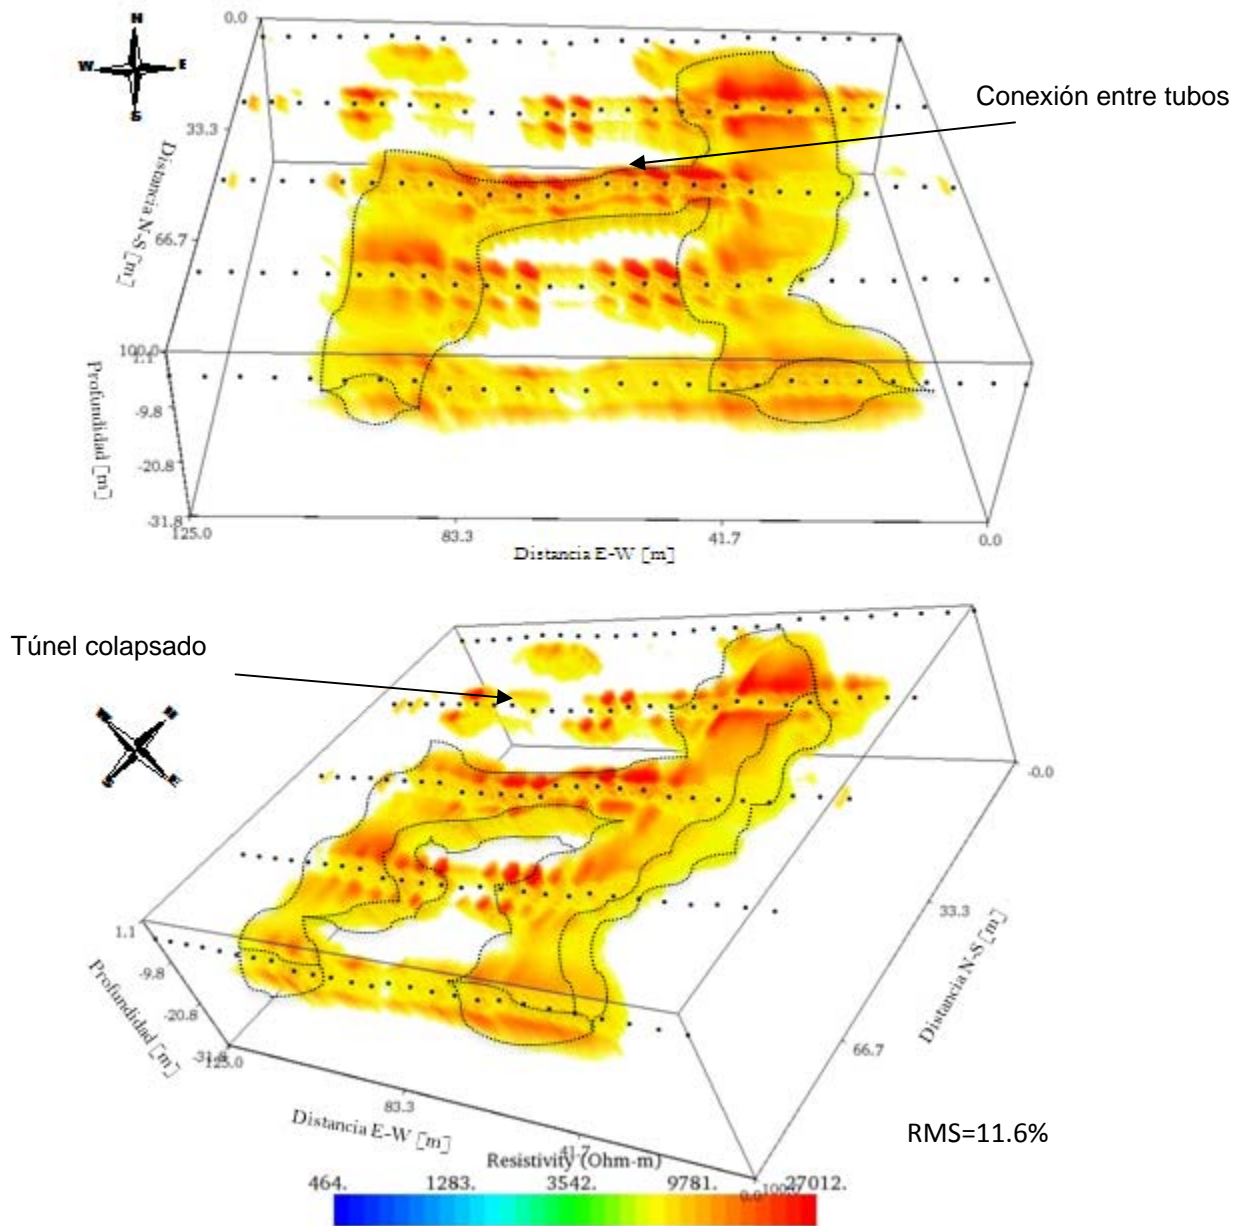 N
W E
S
0.0
33.3
66.7
100.0
Distancia N-S [m]
Conexión entre tubos
1.1
-9.8
-20.8
-31.8
Profundidad [m]
125.0
83.3
41.7
0.0
Distancia E-W [m]
Túnel colapsado
W N
S E
-0.0
33.3
66.7
Distancia N-S [m]
1.1
-9.8
-20.8
-31.8
Profundidad [m]
125.0
83.3
41.7
0.0
Distancia E-W [m]
RMS=11.6%
Resistivity (Ohm-m)
464. 1283. 3542. 9781. 27012.